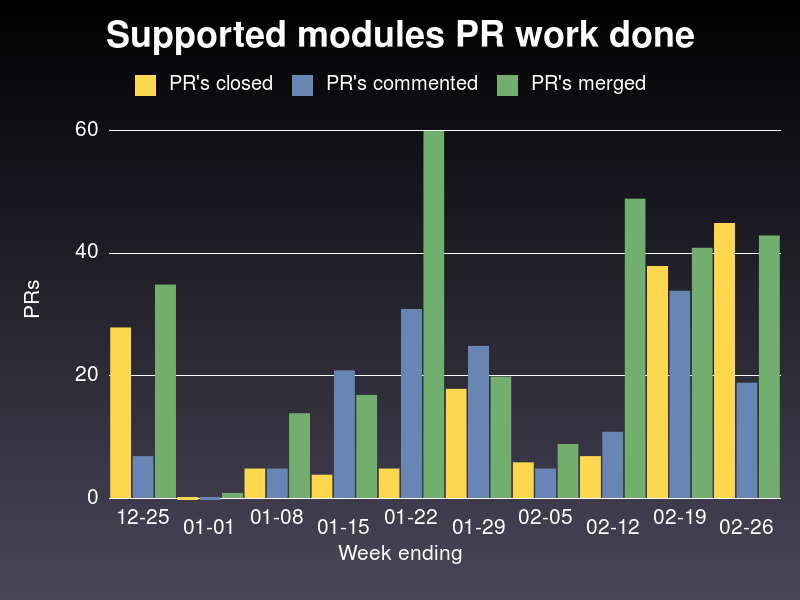 Supported modules PR work done
PR's closed PR's commented PR's merged
60
40
20
0
PRs
12-25 01-01 01-08 01-15 01-22 01-29 02-05 02-12 02-19 02-26
Week ending